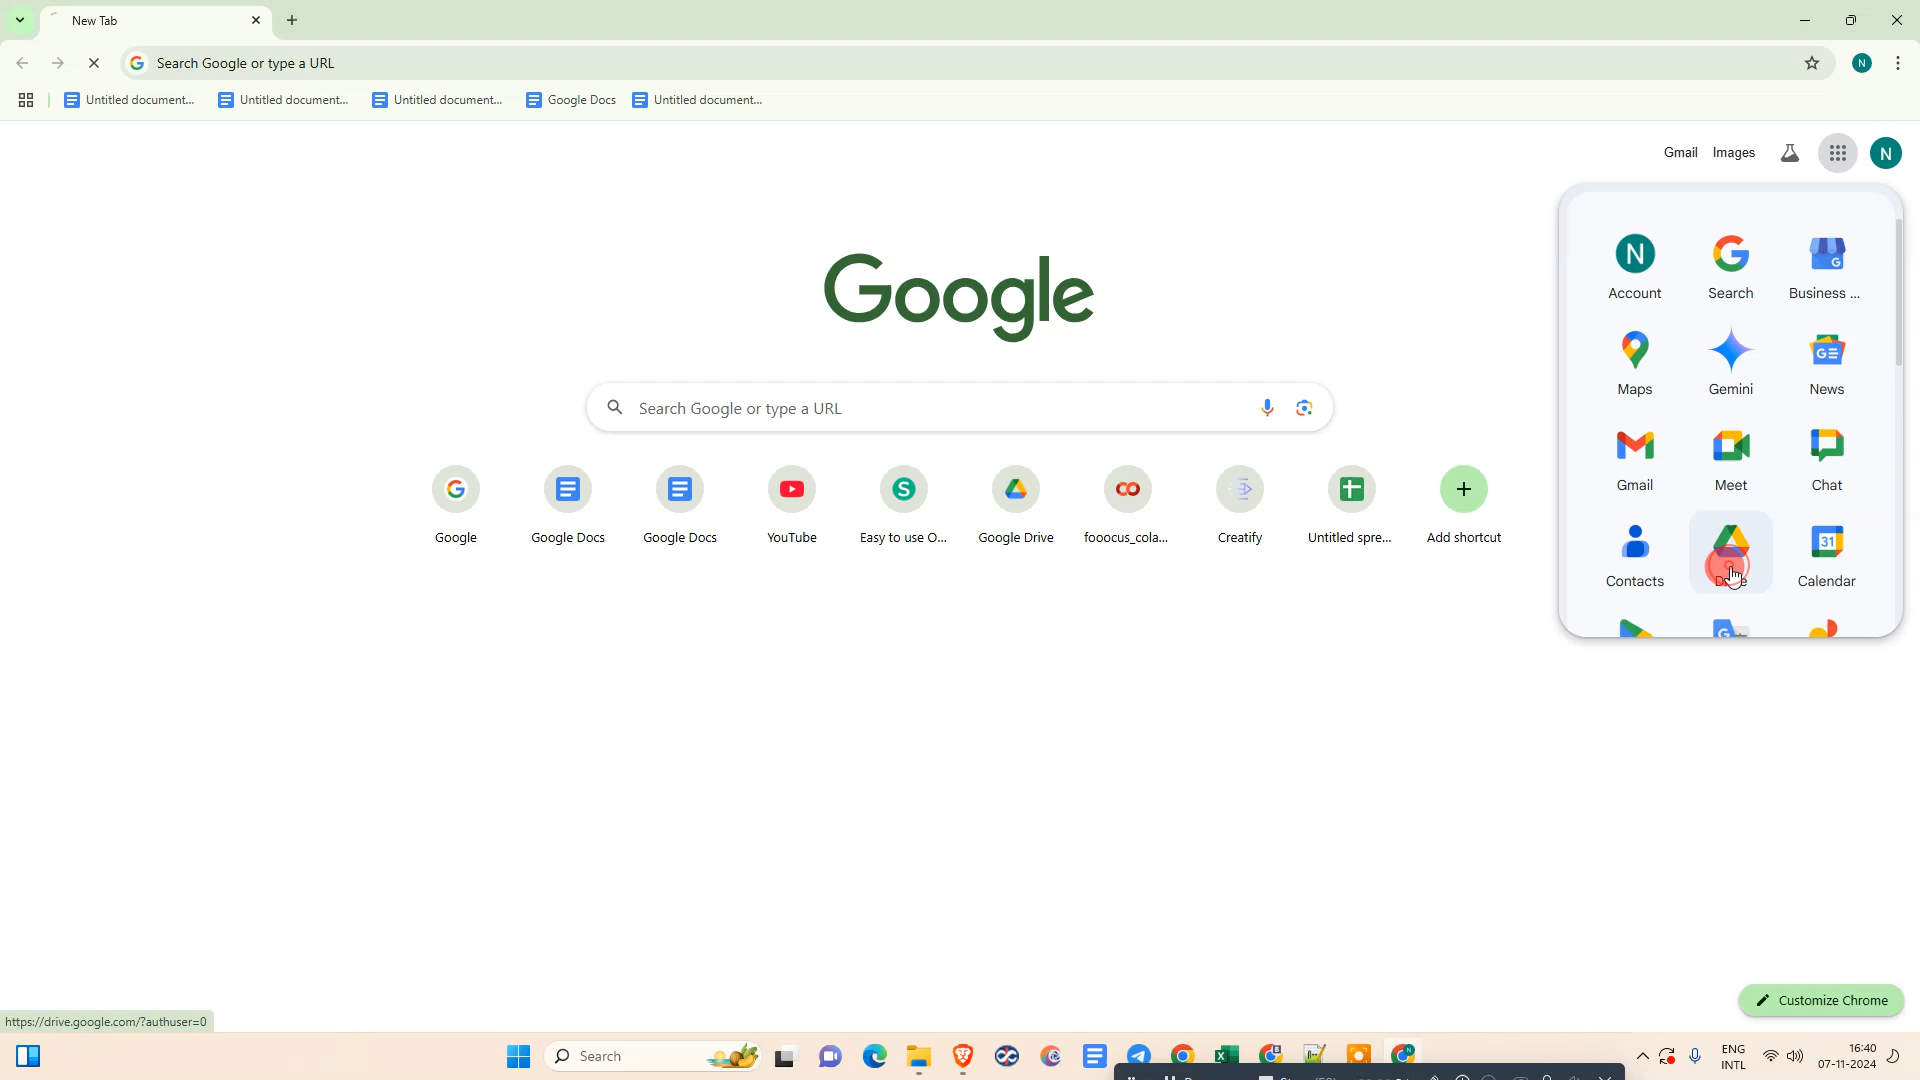 New Tab
Search Google or type a URL
Untitled document...
Untitled document...
Untitled document...
Google Docs
Untitled document...
Gmail
Images
N
Google
Search Google or type a URL
Google
Google Docs
Google Docs
YouTube
Easy to use O...
Google Drive
fooocus_cola...
Creatify
Untitled spre...
Add shortcut
Account
Search
Business ...
Maps
Gemini
News
Gmail
Meet
Chat
Contacts
Calendar
Customize Chrome
https://drive.google.com/?authuser=0
Search
ENG
INTL
16:40
07-11-2024